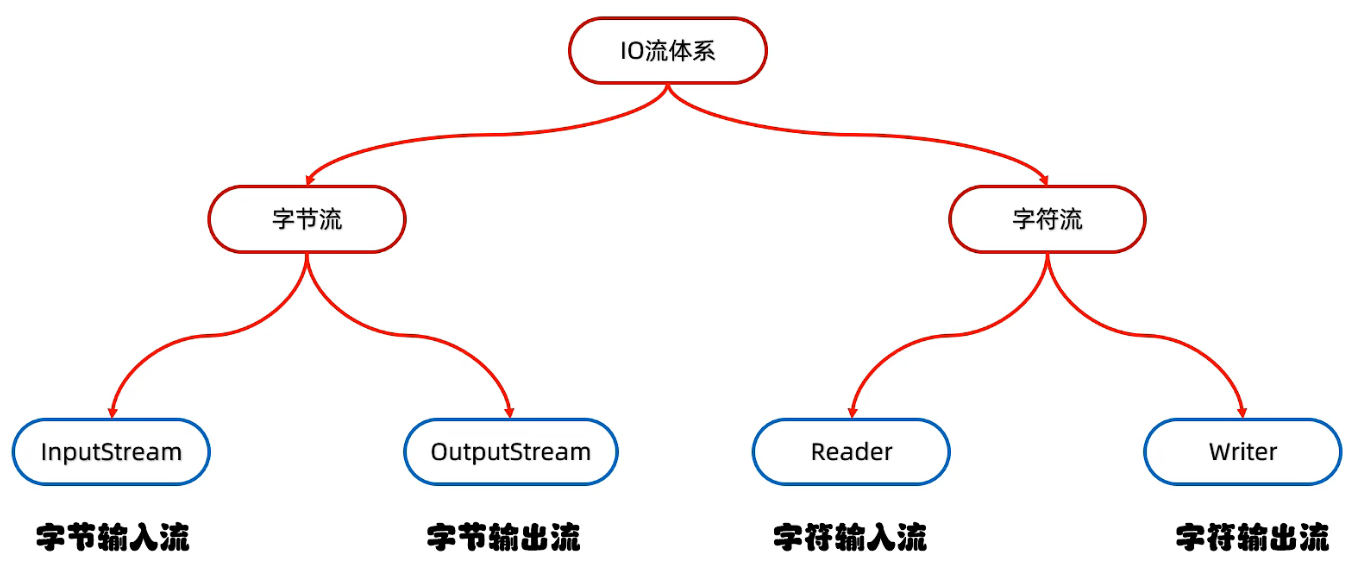 IO流体系
字节流
字符流
InputStream
OutputStream
Reader
Writer
字节输入流
字节输出流
字符输入流
字符输出流